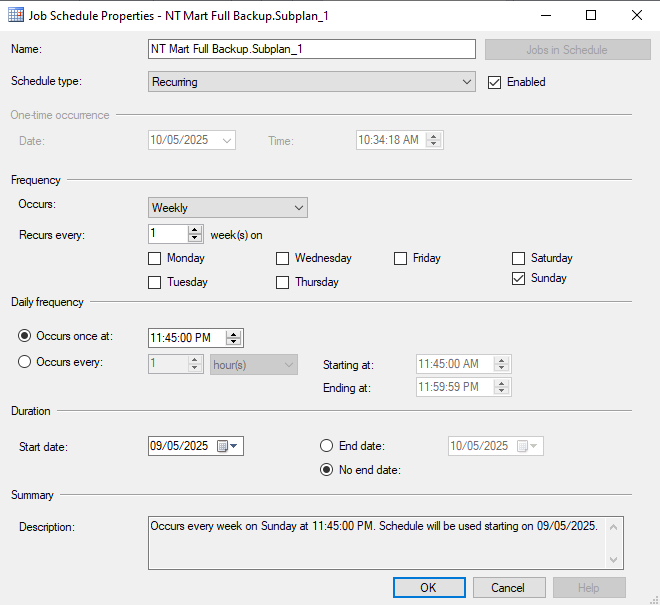 Job Schedule Properties - NT Mart Full Backup.Subplan_1
Name: NT Mart Full Backup.Subplan_1 Jobs in Schedule
Schedule type: Recurring Enabled
One-time occurrence
Date: 10/05/2025 Time: 10:34:18 AM
Frequency
Occurs: Weekly
Recurs every: 1 week(s) on
Monday Wednesday Friday Saturday
Tuesday Thursday Sunday
Daily frequency
Occurs once at: 11:45:00 PM
Occurs every: 1 hour(s) Starting at: 11:45:00 AM
Ending at: 11:59:59 PM
Duration
Start date: 09/05/2025 End date: 10/05/2025
No end date:
Summary
Description: Occurs every week on Sunday at 11:45:00 PM. Schedule will be used starting on 09/05/2025.
OK Cancel Help